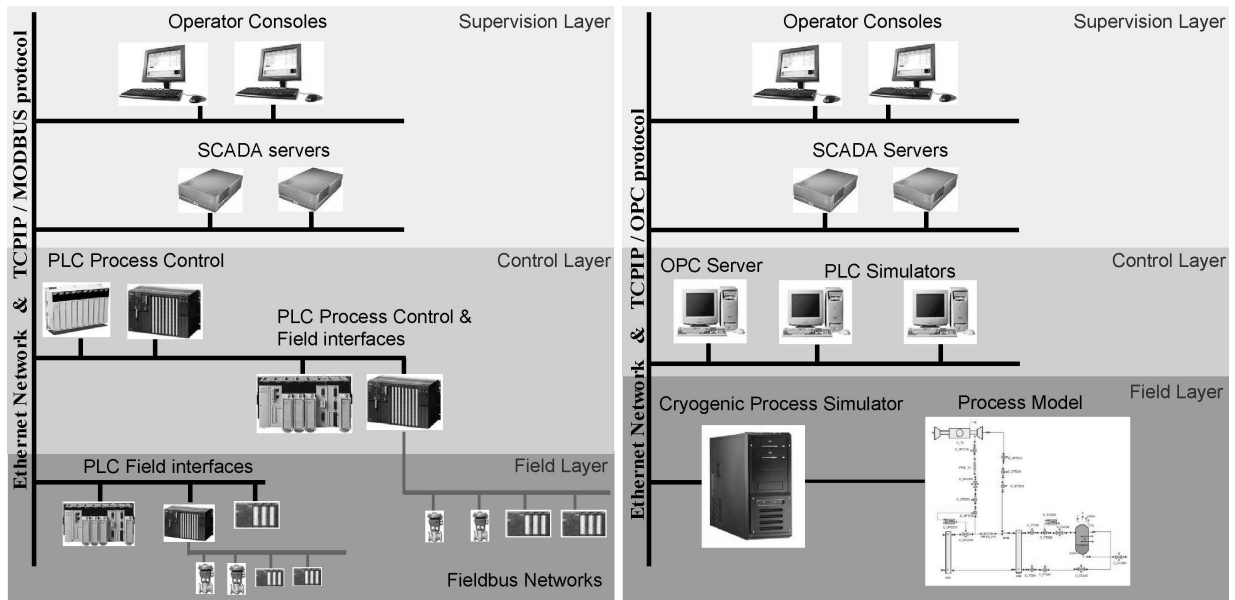 Ethernet Network & TCPIP / MODBUS protocol
Operator Consoles
Supervision Layer
SCADA servers
PLC Process Control
Control Layer
PLC Process Control &
Field interfaces
PLC Field interfaces
Field Layer
Fieldbus Networks
Ethernet Network & TCPIP / OPC protocol
Operator Consoles
Supervision Layer
SCADA Servers
OPC Server
PLC Simulators
Control Layer
Cryogenic Process Simulator
Process Model
Field Layer